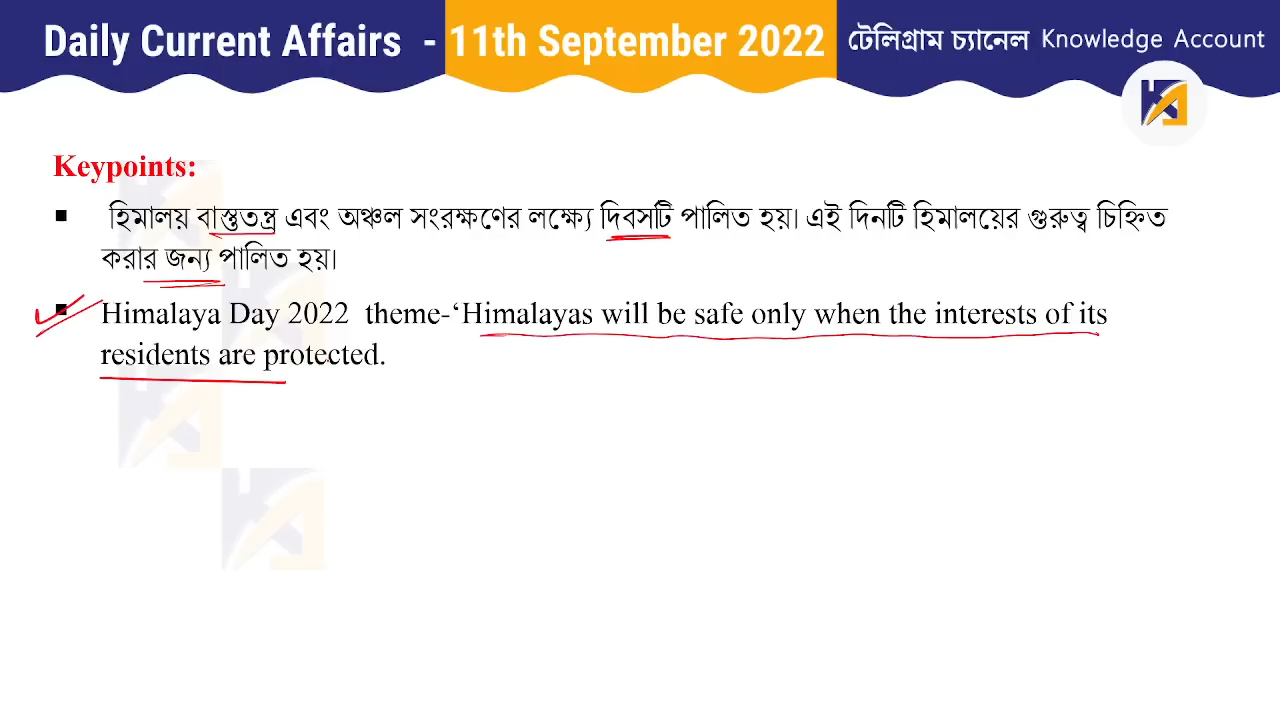 Daily Current Affairs - 11th September 2022 টেলিগ্রাম চ্যানেল Knowledge Account
Keypoints:
▪ হিমালয় বাস্তুতন্ত্র এবং অঞ্চল সংরক্ষণের লক্ষ্যে দিবসটি পালিত হয়। এই দিনটি হিমালয়ের গুরুত্ব চিহ্নিত
করার জন্য পালিত হয়।
▪ Himalaya Day 2022 theme-‘Himalayas will be safe only when the interests of its
residents are protected.